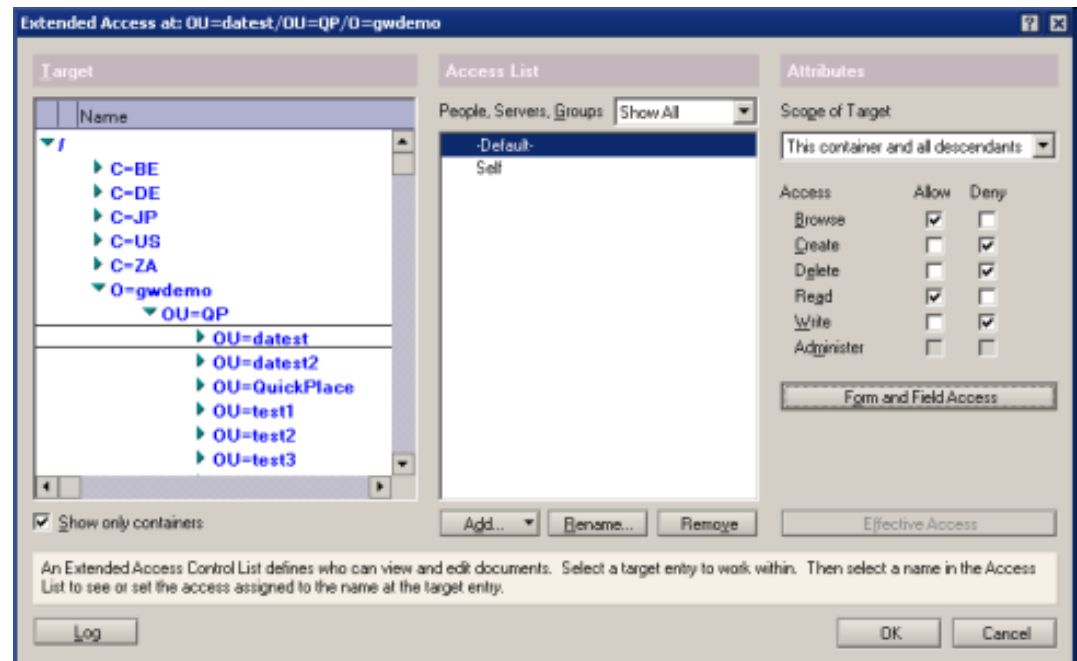 Extended Access at: OU=datest/OU=QP/O=gwdemo
Target
Name
/
C=BE
C=DE
C=JP
C=US
C=ZA
O=gwdemo
OU=QP
OU=datest
OU=datest2
OU=QuickPlace
OU=test1
OU=test2
OU=test3
Show only containers
Access List
People, Servers, Groups Show All
-Default-
Self
Add... Rename... Remove
Attributes
Scope of Target
This container and all descendants
Access Allow Deny
Browse
Create
Delete
Read
Write
Administer
Form and Field Access
Effective Access
An Extended Access Control List defines who can view and edit documents. Select a target entry to work within. Then select a name in the Access
List to see or set the access assigned to the name at the target entry.
Log
OK Cancel